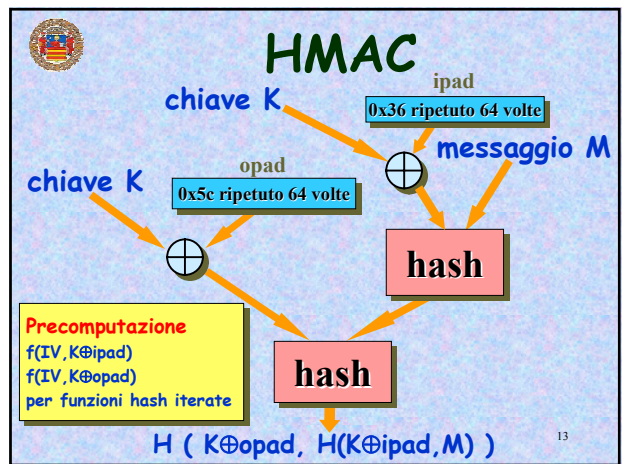 HMAC
ipad
chiave K
0x36 ripetuto 64 volte
messaggio M
opad
chiave K
0x5c ripetuto 64 volte
hash
Precomputazione
f(IV,K⊕ipad)
f(IV,K⊕opad)
per funzioni hash iterate
hash
H ( K⊕opad, H(K⊕ipad,M) )
13